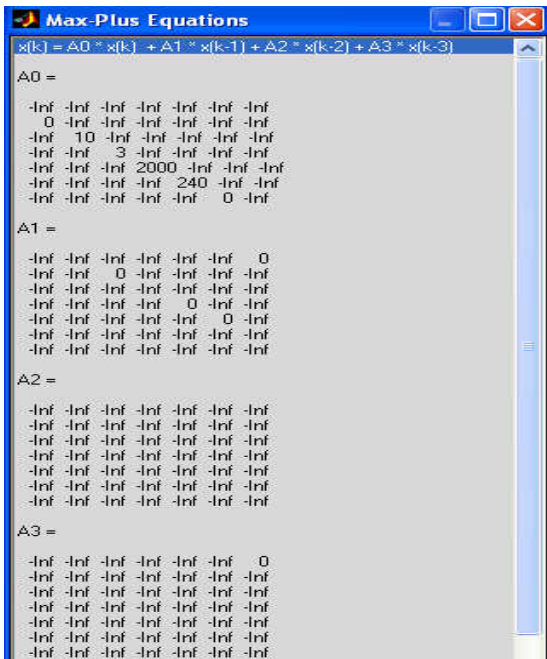 Max-Plus Equations
x(k) = A0 * x(k) + A1 * x(k-1) + A2 * x(k-2) + A3 * x(k-3)
A0 =
-Inf -Inf -Inf -Inf -Inf -Inf -Inf
0 -Inf -Inf -Inf -Inf -Inf -Inf
-Inf 10 -Inf -Inf -Inf -Inf -Inf
-Inf -Inf 3 -Inf -Inf -Inf -Inf
-Inf -Inf -Inf 2000 -Inf -Inf -Inf
-Inf -Inf -Inf -Inf 240 -Inf -Inf
-Inf -Inf -Inf -Inf -Inf 0 -Inf
A1 =
-Inf -Inf -Inf -Inf -Inf -Inf 0
-Inf -Inf 0 -Inf -Inf -Inf -Inf
-Inf -Inf -Inf -Inf -Inf -Inf -Inf
-Inf -Inf -Inf -Inf 0 -Inf -Inf
-Inf -Inf -Inf -Inf -Inf 0 -Inf
-Inf -Inf -Inf -Inf -Inf -Inf -Inf
-Inf -Inf -Inf -Inf -Inf -Inf -Inf
A2 =
-Inf -Inf -Inf -Inf -Inf -Inf -Inf
-Inf -Inf -Inf -Inf -Inf -Inf -Inf
-Inf -Inf -Inf -Inf -Inf -Inf -Inf
-Inf -Inf -Inf -Inf -Inf -Inf -Inf
-Inf -Inf -Inf -Inf -Inf -Inf -Inf
-Inf -Inf -Inf -Inf -Inf -Inf -Inf
-Inf -Inf -Inf -Inf -Inf -Inf -Inf
A3 =
-Inf -Inf -Inf -Inf -Inf -Inf 0
-Inf -Inf -Inf -Inf -Inf -Inf -Inf
-Inf -Inf -Inf -Inf -Inf -Inf -Inf
-Inf -Inf -Inf -Inf -Inf -Inf -Inf
-Inf -Inf -Inf -Inf -Inf -Inf -Inf
-Inf -Inf -Inf -Inf -Inf -Inf -Inf
-Inf -Inf -Inf -Inf -Inf -Inf -Inf